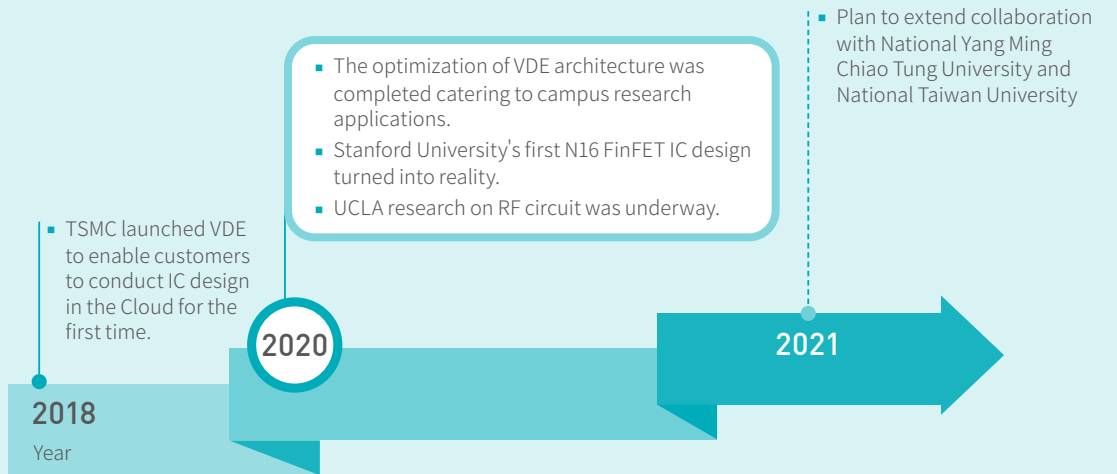 ▪ TSMC launched VDE
to enable customers
to conduct IC design
in the Cloud for the
first time.
2018
Year
▪ The optimization of VDE architecture was
completed catering to campus research
applications.
▪ Stanford University's first N16 FinFET IC design
turned into reality.
▪ UCLA research on RF circuit was underway.
2020
▪ Plan to extend collaboration
with National Yang Ming
Chiao Tung University and
National Taiwan University
2021